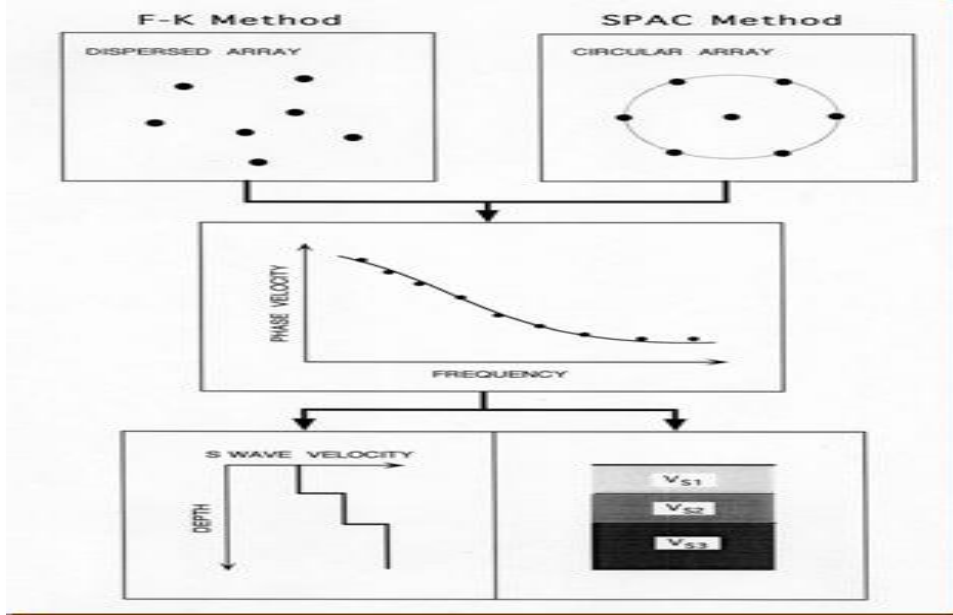 F-K Method
SPAC Method
DISPERSED ARRAY
CIRCULAR ARRAY
PHASE VELOCITY
FREQUENCY
S WAVE VELOCITY
DEPTH
VS1
VS2
VS3